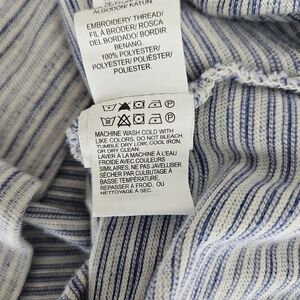 ALGODÓN/ KATUN
EMBROIDERY THREAD/
FIL À BRODER/ ROSCA
DEL BORDADO/ BORDIR
BENANG
100% POLYESTER/
POLYESTER/ POLIÉSTER/
POLIESTER.
MACHINE WASH COLD WITH
LIKE COLORS, DO NOT BLEACH,
TUMBLE DRY LOW, COOL IRON,
OR DRY CLEAN.
LAVER À LA MACHINE À L'EAU
FROIDE AVEC COULEURS
SIMILAIRES, NE PAS JAVELLISER
SÉCHER PAR CULBUTAGE À
BASSE TEMPÉRATURE,
REPASSER À FROID, OU
NETTOYAGE À SEC.